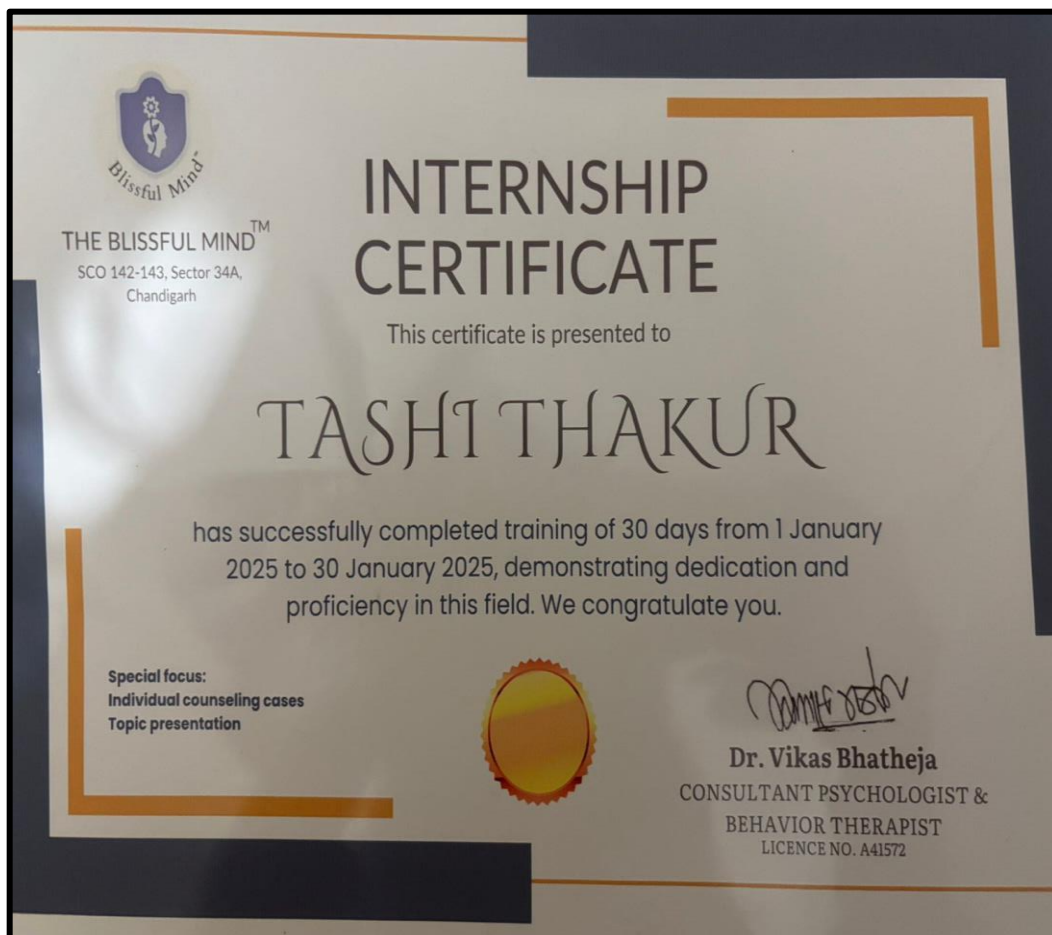 Blissful Mind™
THE BLISSFUL MIND™
SCO 142-143, Sector 34A,
Chandigarh
INTERNSHIP
CERTIFICATE
This certificate is presented to
TASHI THAKUR
has successfully completed training of 30 days from 1 January
2025 to 30 January 2025, demonstrating dedication and
proficiency in this field. We congratulate you.
Special focus:
Individual counseling cases
Topic presentation
Dr. Vikas Bhatheja
CONSULTANT PSYCHOLOGIST &
BEHAVIOR THERAPIST
LICENCE NO. A41572